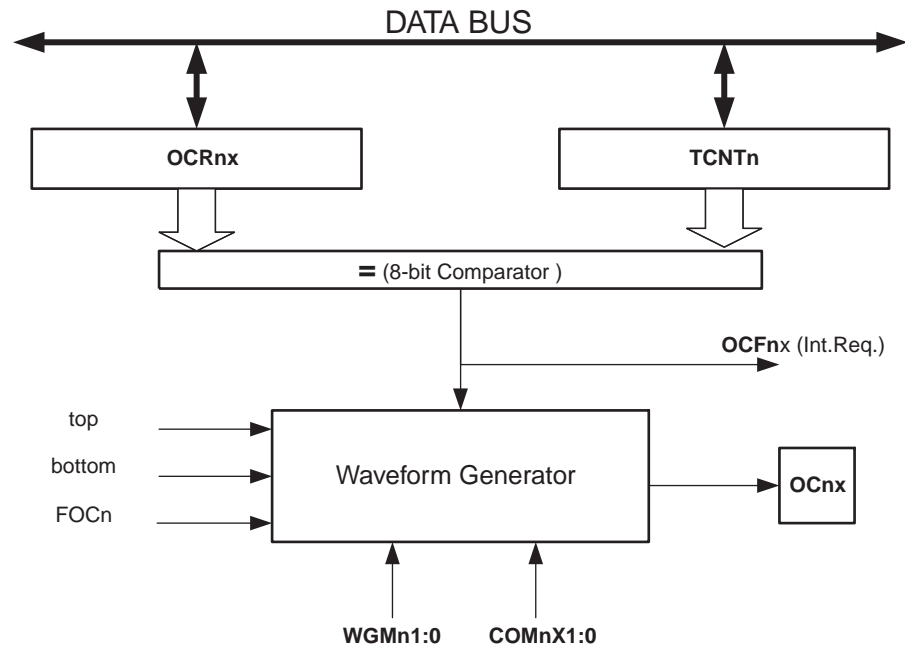 DATA BUS
OCRnx
TCNTn
= (8-bit Comparator )
OCFnx (Int.Req.)
top
bottom
FOCn
Waveform Generator
OCnx
WGMn1:0
COMnX1:0